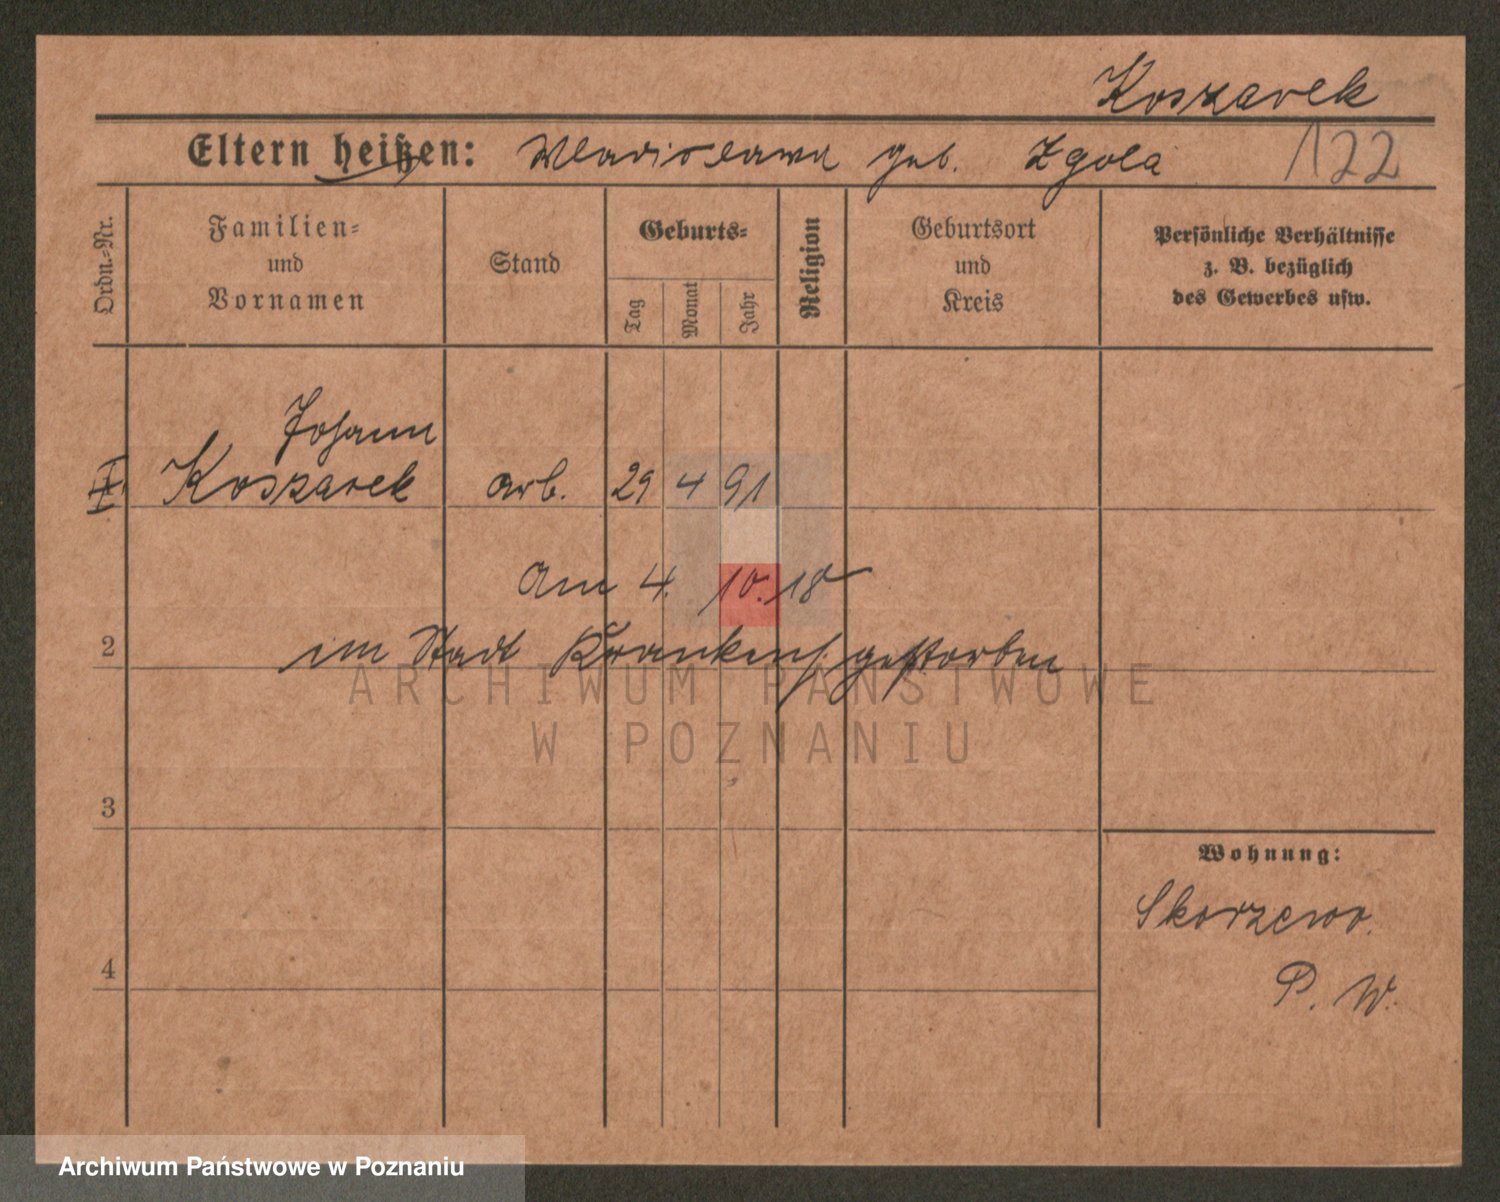 Koszarek
Eltern heißen: Wladislawa geb. Zgola 122
Ordn.-Nr.
Familien-
und
Vornamen
Stand
Geburts-
Tag
Monat
Jahr
Religion
Geburtsort
und
Kreis
Persönliche Verhältnisse
z. B. bezüglich
des Gewerbes usw.
Johann
Koszarek arb. 29 4 91
am 4. 10. 18
2 im Stadt Krankenh. gestorben
ARCHIWUM PAŃSTWOWE
W POZNANIU
3
Wohnung:
Skorzewo.
4
P. W.
Archiwum Państwowe w Poznaniu